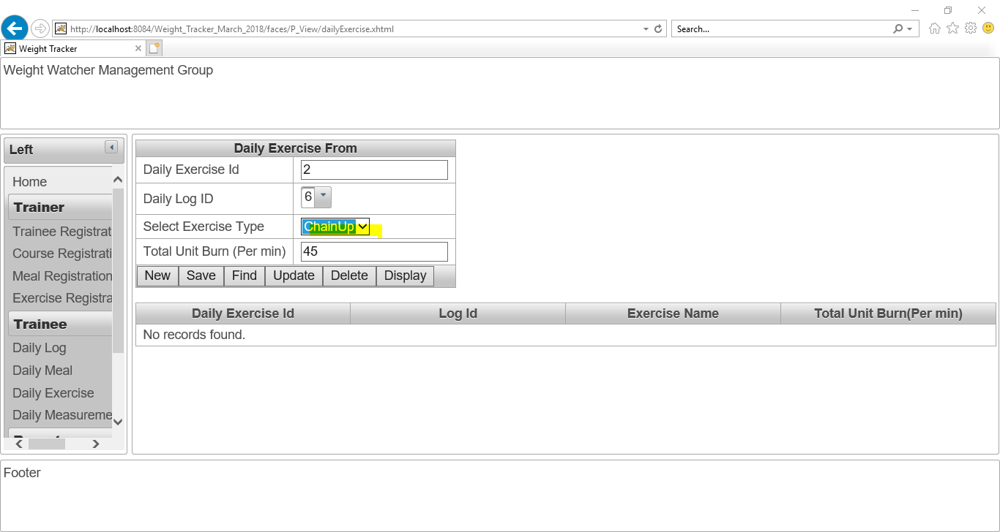 http://localhost:8084/Weight_Tracker_March_2018/faces/P_View/dailyExercise.xhtml
Search...
Weight Tracker
Weight Watcher Management Group
Left
Home
Trainer
Trainee Registrat
Course Registrati
Meal Registration
Exercise Registra
Trainee
Daily Log
Daily Meal
Daily Exercise
Daily Measureme
Daily Exercise From
Daily Exercise Id 2
Daily Log ID 6
Select Exercise Type ChainUp
Total Unit Burn (Per min) 45
New Save Find Update Delete Display
Daily Exercise Id Log Id Exercise Name Total Unit Burn(Per min)
No records found.
Footer